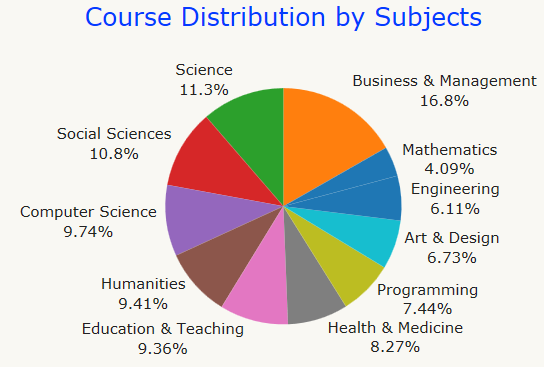 Course Distribution by Subjects
Science
11.3%
Business & Management
16.8%
Social Sciences
10.8%
Mathematics
4.09%
Engineering
6.11%
Computer Science
9.74%
Art & Design
6.73%
Humanities
9.41%
Programming
7.44%
Education & Teaching
9.36%
Health & Medicine
8.27%